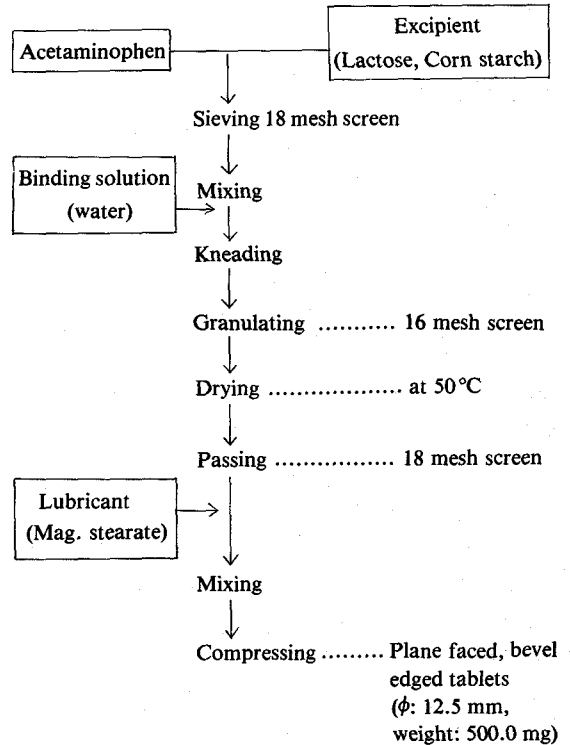 Acetaminophen
Excipient
(Lactose, Corn starch)
Sieving 18 mesh screen
Binding solution
(water)
Mixing
Kneading
Granulating ........... 16 mesh screen
Drying .................... at 50°C
Passing .................. 18 mesh screen
Lubricant
(Mag. stearate)
Mixing
Compressing ......... Plane faced, bevel
edged tablets
(ϕ: 12.5 mm,
weight: 500.0 mg)